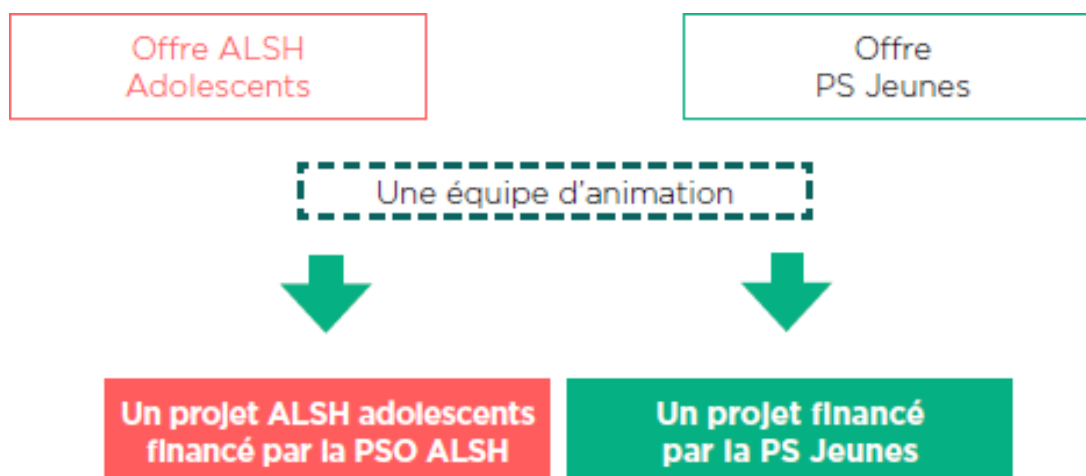 Offre ALSH
Adolescents
Offre
PS Jeunes
Une équipe d'animation
Un projet ALSH adolescents
financé par la PSO ALSH
Un projet financé
par la PS Jeunes